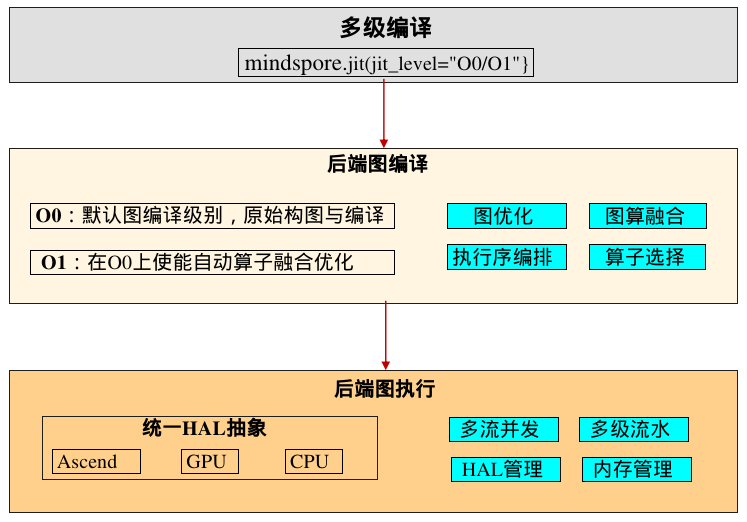 多级编译
mindspore.jit(jit_level="O0/O1"}
后端图编译
O0：默认图编译级别，原始构图与编译
图优化
图算融合
O1：在O0上使能自动算子融合优化
执行序编排
算子选择
后端图执行
统一HAL抽象
多流并发
多级流水
Ascend
GPU
CPU
HAL管理
内存管理